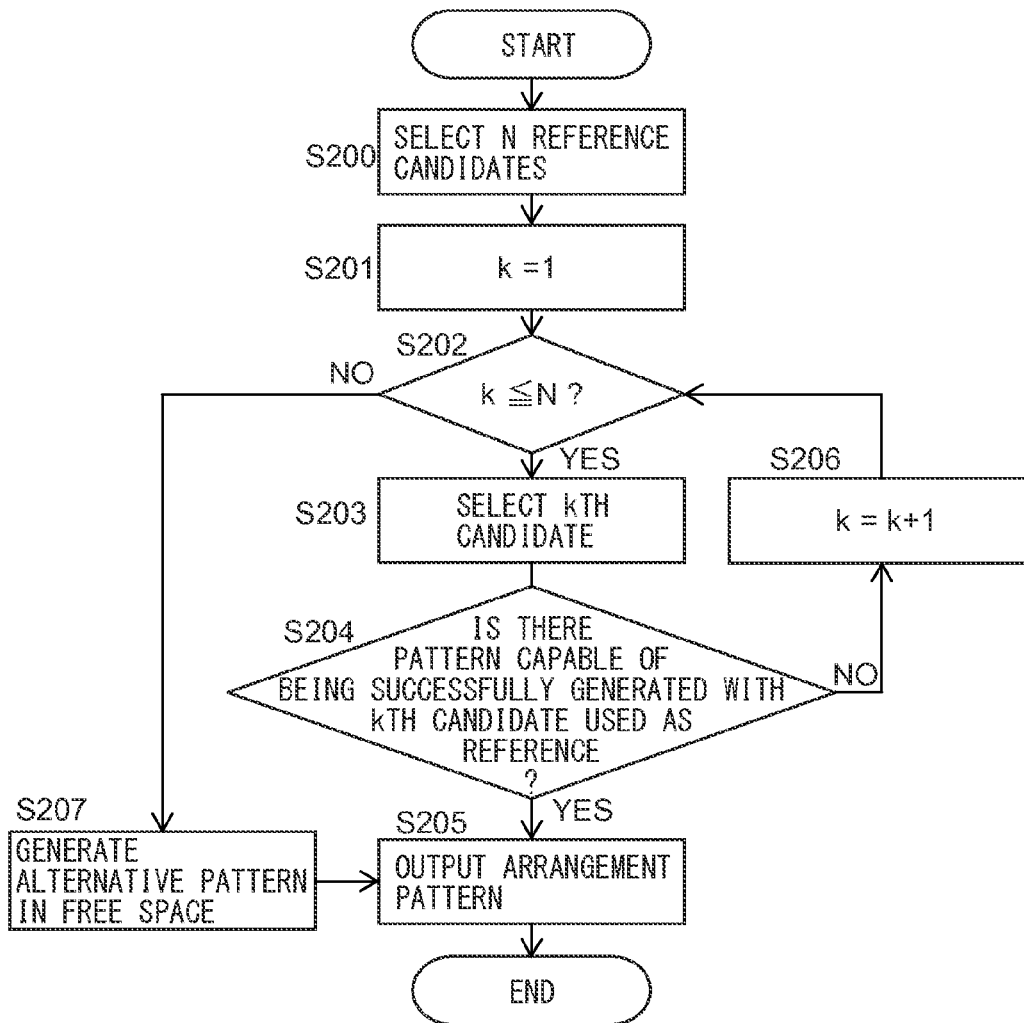 START
S200
SELECT N REFERENCE
CANDIDATES
S201
k =1
S202
NO
k ≦N ?
YES
S203
SELECT kTH
CANDIDATE
S206
k = k+1
S204
IS THERE
PATTERN CAPABLE OF
BEING SUCCESSFULLY GENERATED WITH
kTH CANDIDATE USED AS
REFERENCE
?
NO
YES
S207
GENERATE
ALTERNATIVE PATTERN
IN FREE SPACE
S205
OUTPUT ARRANGEMENT
PATTERN
END